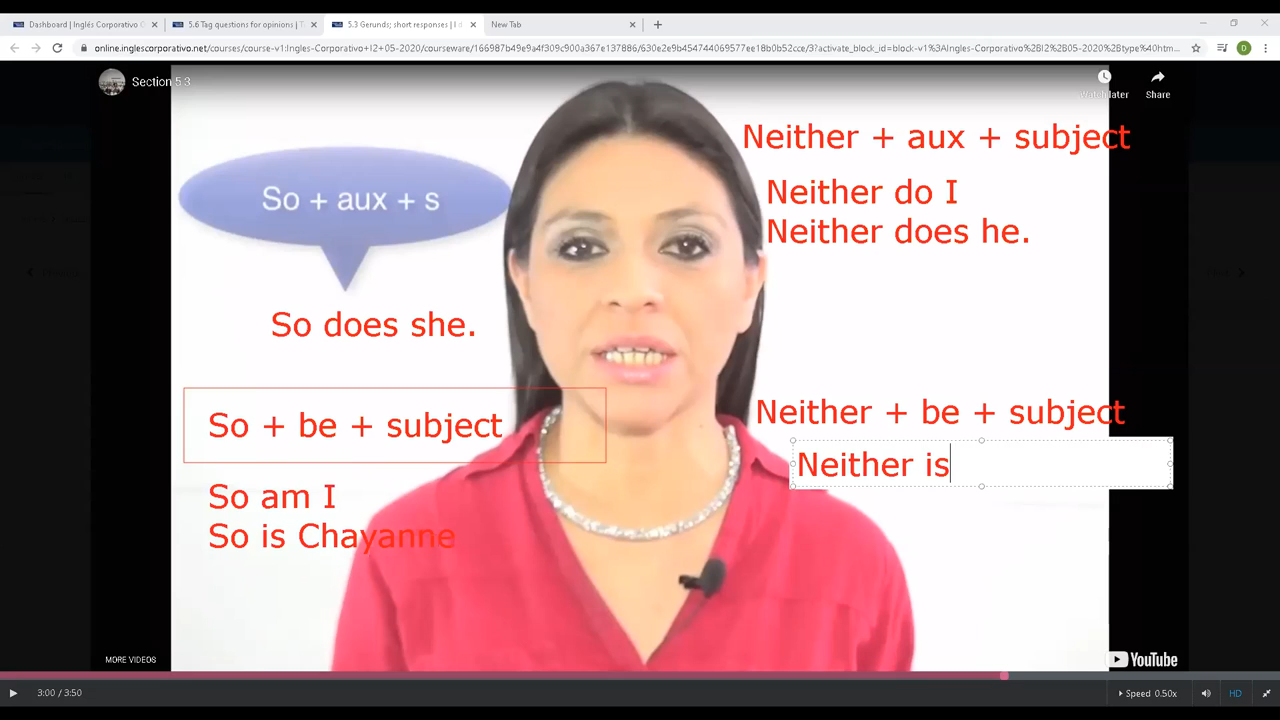 Dashboard | Inglés Corporativo
5.6 Tag questions for opinions |
5.3 Gerunds; short responses |
New Tab
online.inglescorporativo.net/courses/course-v1:Ingles-Corporativo+I2+05-2020/courseware/166987b49e9a4f309c900a367e137886/630e2e9b4547440b9577ee18b0b52cce/3?activate_block_id=block-v1%3AIngles-Corporativo%2BI2%2B05-2020%2Btype%40htm...
D
Section 5.3
Watch later
Share
So + aux + s
So does she.
So + be + subject
So am I
So is Chayanne
Neither + aux + subject
Neither do I
Neither does he.
Neither + be + subject
Neither is
MORE VIDEOS
YouTube
3:00 / 3:50
Speed 0.50x
HD